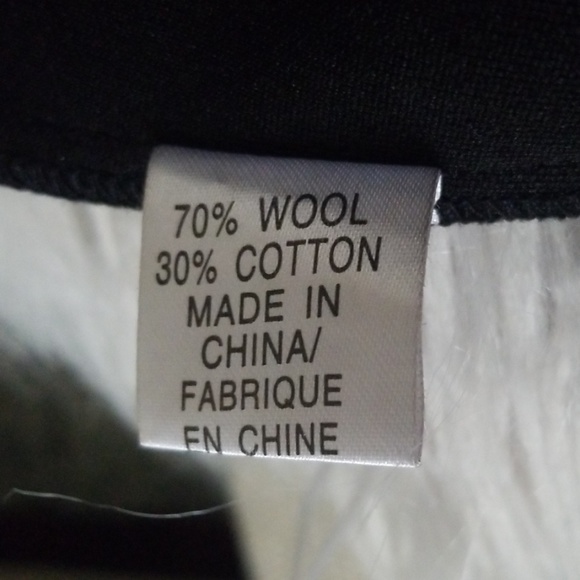 70% WOOL
30% COTTON
MADE IN
CHINA/
FABRIQUE
EN CHINE